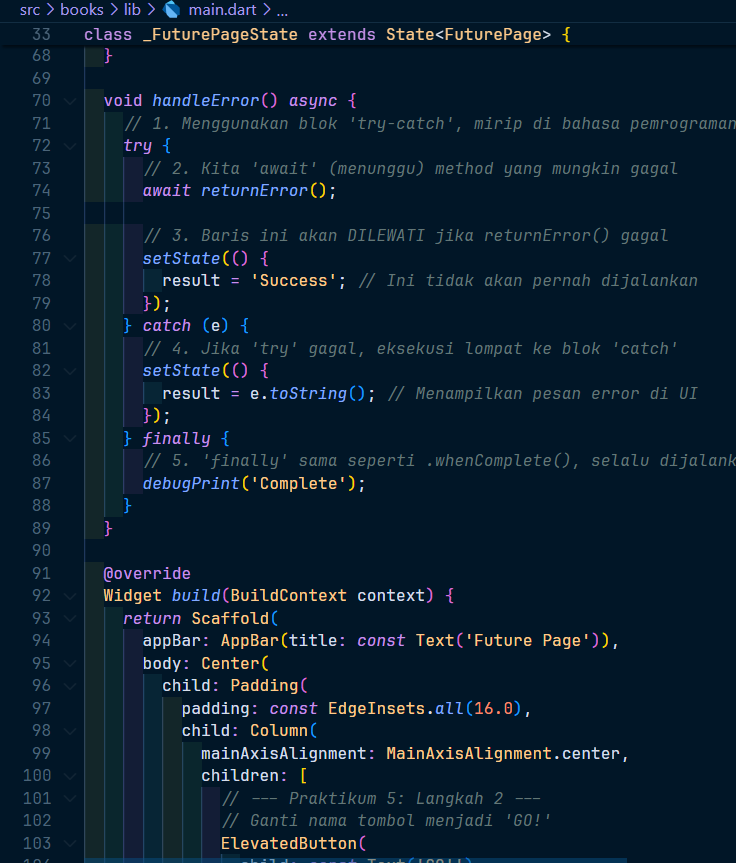 src > books > lib > main.dart > ...
33 class _FuturePageState extends State<FuturePage> {
68 }
69
70 void handleError() async {
71 // 1. Menggunakan blok 'try-catch', mirip di bahasa pemrograman
72 try {
73 // 2. Kita 'await' (menunggu) method yang mungkin gagal
74 await returnError();
75
76 // 3. Baris ini akan DILEWATI jika returnError() gagal
77 setState(() {
78 result = 'Success'; // Ini tidak akan pernah dijalankan
79 });
80 } catch (e) {
81 // 4. Jika 'try' gagal, eksekusi lompat ke blok 'catch'
82 setState(() {
83 result = e.toString(); // Menampilkan pesan error di UI
84 });
85 } finally {
86 // 5. 'finally' sama seperti .whenComplete(), selalu dijalank
87 debugPrint('Complete');
88 }
89 }
90
91 @override
92 Widget build(BuildContext context) {
93 return Scaffold(
94 appBar: AppBar(title: const Text('Future Page')),
95 body: Center(
96 child: Padding(
97 padding: const EdgeInsets.all(16.0),
98 child: Column(
99 mainAxisAlignment: MainAxisAlignment.center,
100 children: [
101 // --- Praktikum 5: Langkah 2 ---
102 // Ganti nama tombol menjadi 'GO!'
103 ElevatedButton(